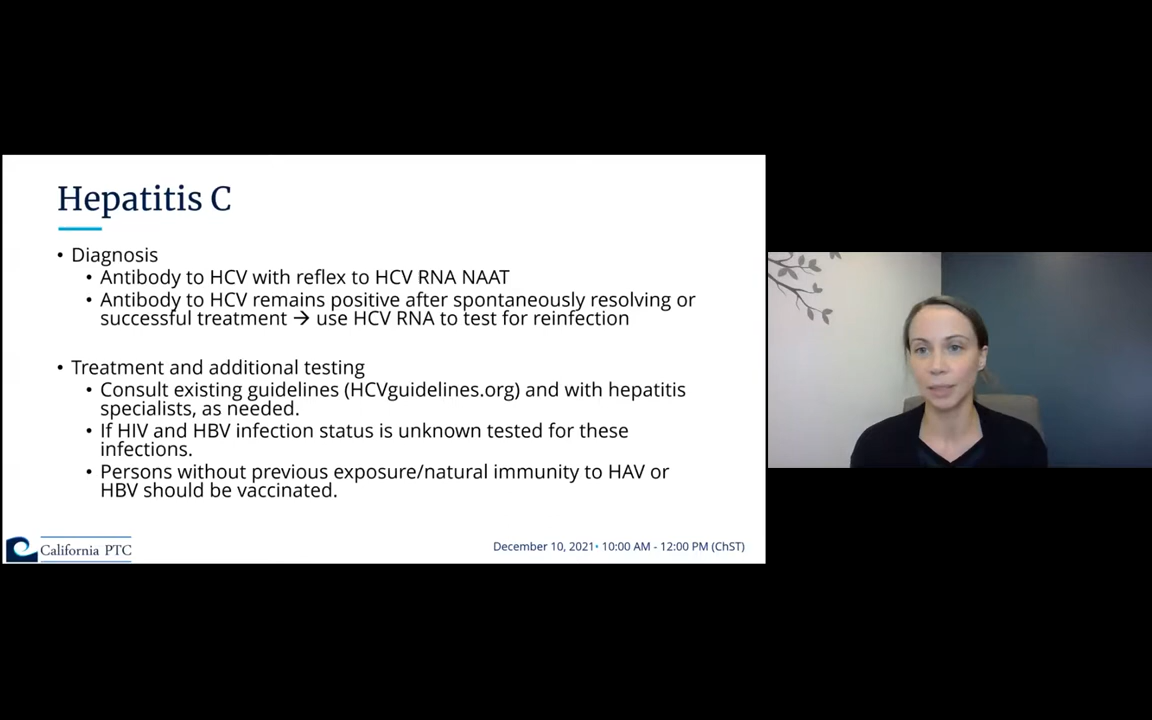 Hepatitis C
• Diagnosis
• Antibody to HCV with reflex to HCV RNA NAAT
• Antibody to HCV remains positive after spontaneously resolving or
successful treatment → use HCV RNA to test for reinfection
• Treatment and additional testing
• Consult existing guidelines (HCVguidelines.org) and with hepatitis
specialists, as needed.
• If HIV and HBV infection status is unknown tested for these
infections.
• Persons without previous exposure/natural immunity to HAV or
HBV should be vaccinated.
California PTC
December 10, 2021• 10:00 AM - 12:00 PM (ChST)